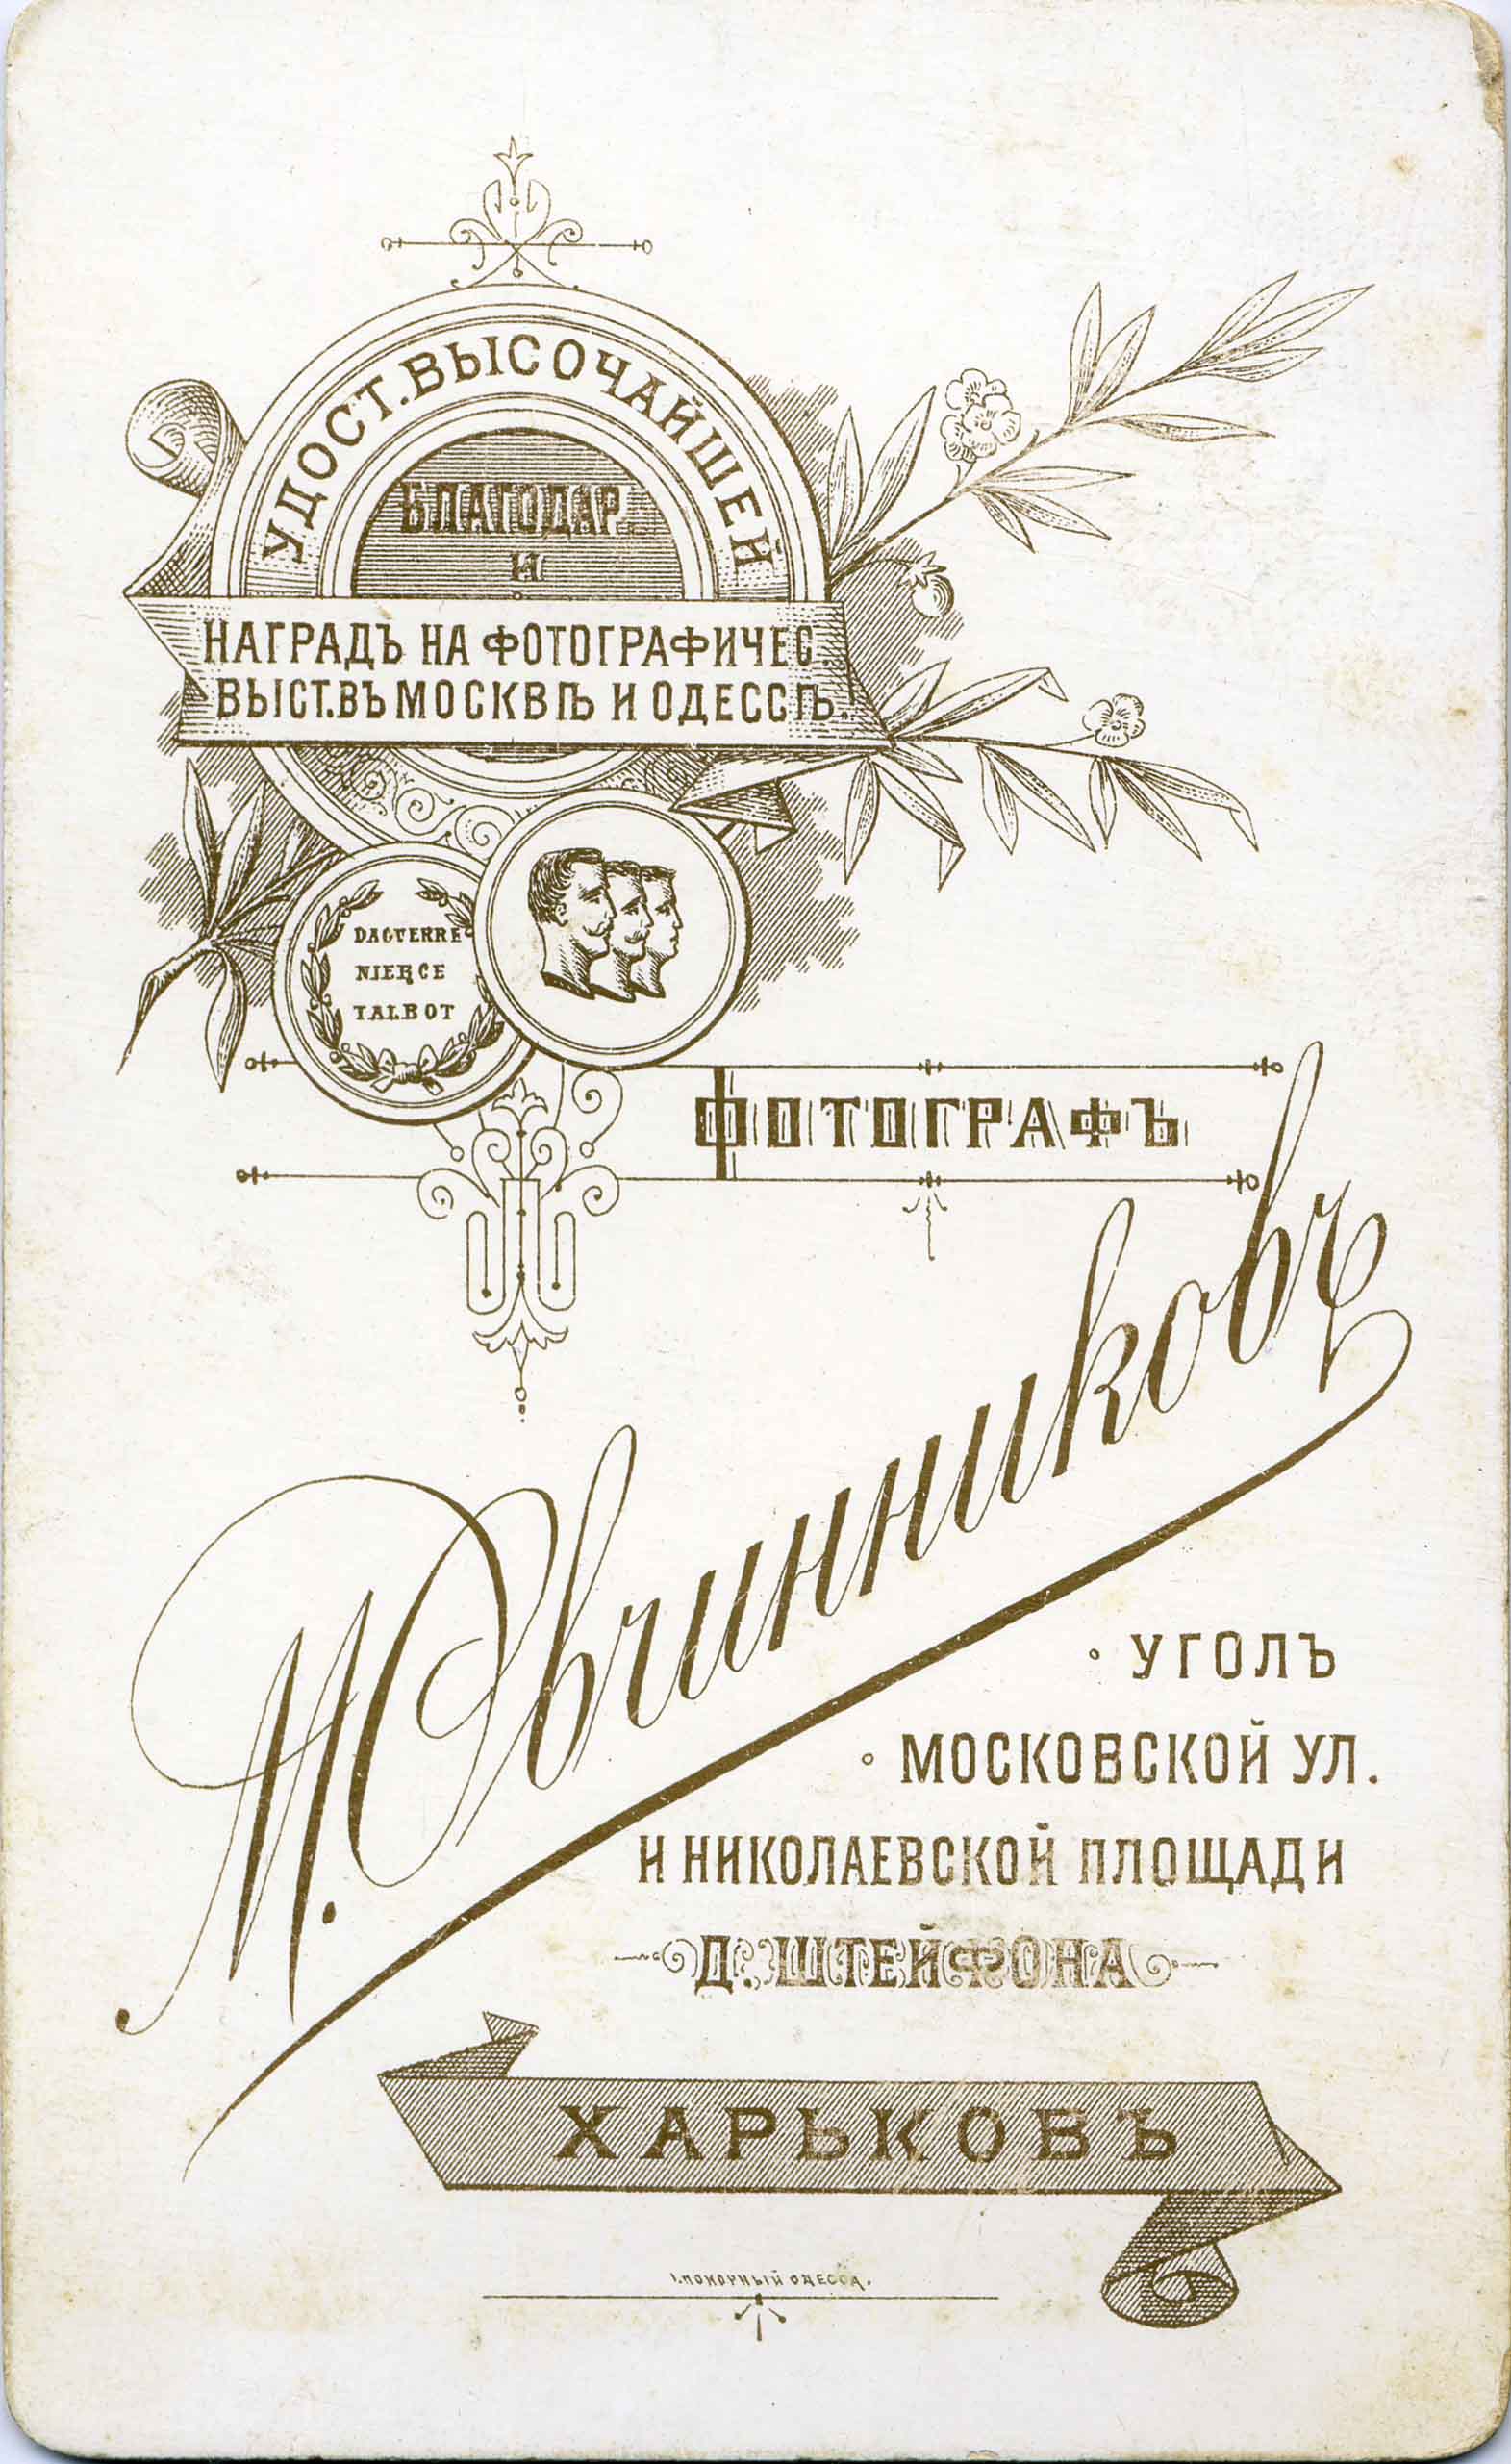 УДОСТ. ВЫСОЧАЙШЕЙ
БЛАГОДАР.
И
НАГРАДЪ НА ФОТОГРАФИЧЕС.
ВЫСТ. ВЪ МОСКВѢ И ОДЕССѢ.
DAGUERRE
NIEPCE
TALBOT
ФОТОГРАФЪ
М. Овчинниковъ
УГОЛЪ
МОСКОВСКОЙ УЛ.
И НИКОЛАЕВСКОЙ ПЛОЩАДИ
Д. ШТЕЙФОНА
ХАРЬКОВЪ
І. ПОКОРНЫЙ ОДЕССА.